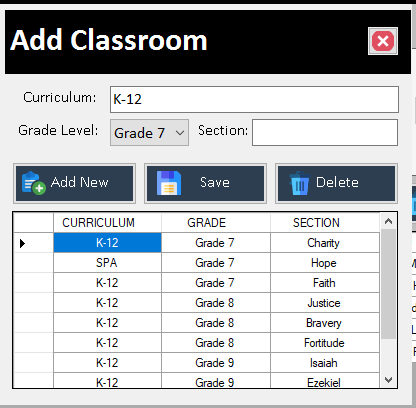 Add Classroom
Curriculum: K-12
Grade Level: Grade 7 Section:
Add New Save Delete
CURRICULUM GRADE SECTION
K-12 Grade 7 Charity
SPA Grade 7 Hope
K-12 Grade 7 Faith
K-12 Grade 8 Justice
K-12 Grade 8 Bravery
K-12 Grade 8 Fortitude
K-12 Grade 9 Isaiah
K-12 Grade 9 Ezekiel